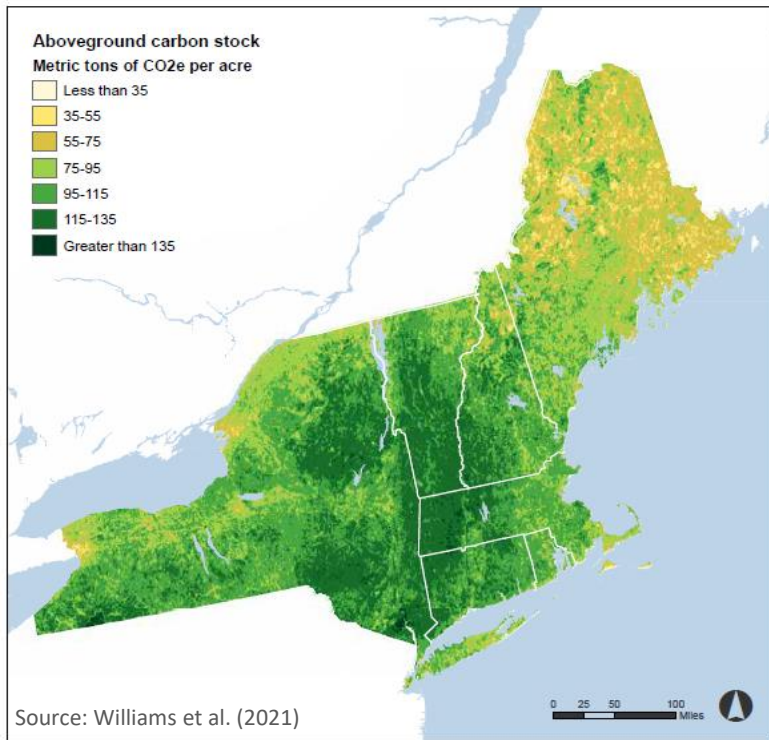 Aboveground carbon stock
Metric tons of CO2e per acre
Less than 35
35-55
55-75
75-95
95-115
115-135
Greater than 135
Source: Williams et al. (2021)
0 25 50 100
Miles